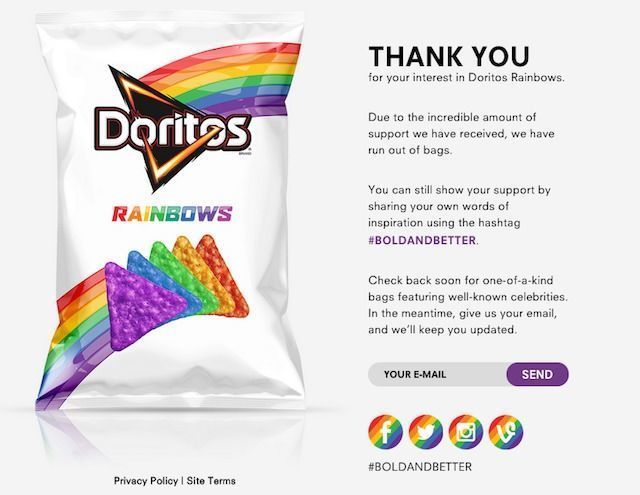 Doritos
BRAND
RAINBOWS
THANK YOU
for your interest in Doritos Rainbows.
Due to the incredible amount of
support we have received, we have
run out of bags.
You can still show your support by
sharing your own words of
inspiration using the hashtag
#BOLDANDBETTER.
Check back soon for one-of-a-kind
bags featuring well-known celebrities.
In the meantime, give us your email,
and we'll keep you updated.
YOUR E-MAIL SEND
#BOLDANDBETTER
Privacy Policy | Site Terms